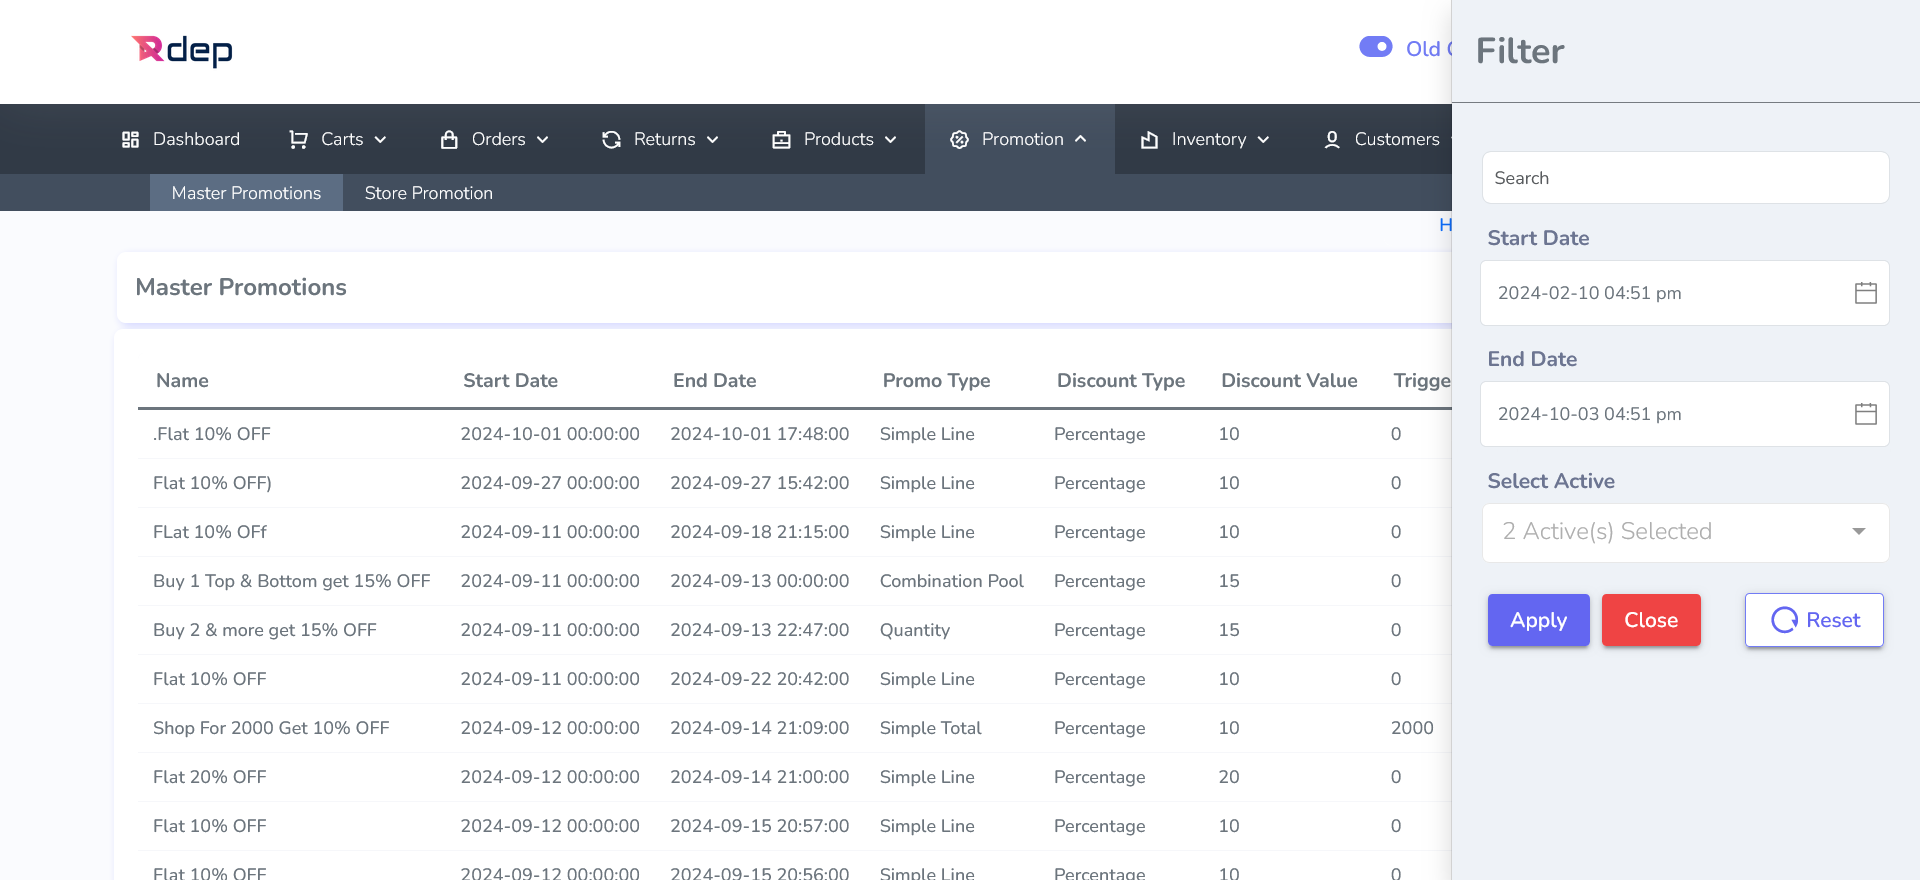 Rdep
Old
Filter
Dashboard Carts Orders Returns Products Promotion Inventory Customers
Master Promotions Store Promotion
H
Search
Start Date
2024-02-10 04:51 pm
End Date
2024-10-03 04:51 pm
Select Active
2 Active(s) Selected
Apply Close Reset
Master Promotions
Name Start Date End Date Promo Type Discount Type Discount Value Trigge
.Flat 10% OFF 2024-10-01 00:00:00 2024-10-01 17:48:00 Simple Line Percentage 10 0
Flat 10% OFF) 2024-09-27 00:00:00 2024-09-27 15:42:00 Simple Line Percentage 10 0
FLat 10% OFf 2024-09-11 00:00:00 2024-09-18 21:15:00 Simple Line Percentage 10 0
Buy 1 Top & Bottom get 15% OFF 2024-09-11 00:00:00 2024-09-13 00:00:00 Combination Pool Percentage 15 0
Buy 2 & more get 15% OFF 2024-09-11 00:00:00 2024-09-13 22:47:00 Quantity Percentage 15 0
Flat 10% OFF 2024-09-11 00:00:00 2024-09-22 20:42:00 Simple Line Percentage 10 0
Shop For 2000 Get 10% OFF 2024-09-12 00:00:00 2024-09-14 21:09:00 Simple Total Percentage 10 2000
Flat 20% OFF 2024-09-12 00:00:00 2024-09-14 21:00:00 Simple Line Percentage 20 0
Flat 10% OFF 2024-09-12 00:00:00 2024-09-15 20:57:00 Simple Line Percentage 10 0
Flat 10% OFF 2024-09-12 00:00:00 2024-09-15 20:56:00 Simple Line Percentage 10 0